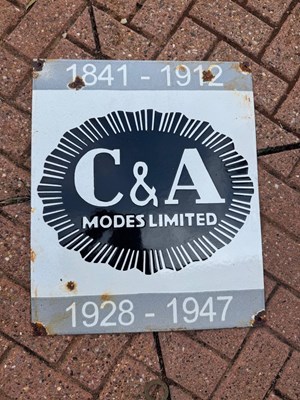 1841 - 1912
C&A
MODES LIMITED
1928 - 1947